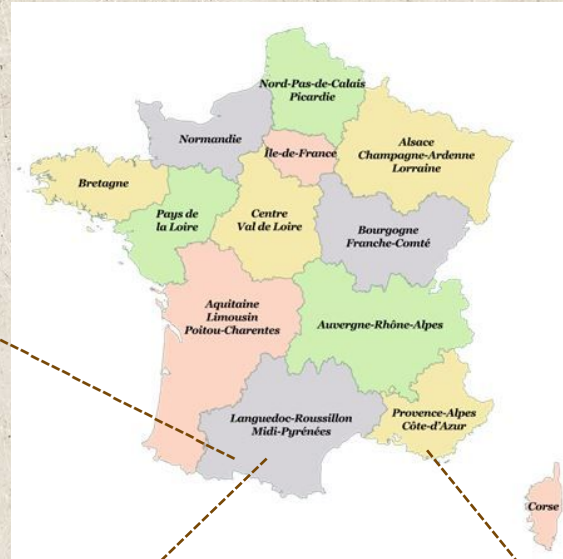 Nord-Pas-de-Calais
Picardie
Normandie
Île-de-France
Alsace
Champagne-Ardenne
Lorraine
Bretagne
Pays de
la Loire
Centre
Val de Loire
Bourgogne
Franche-Comté
Aquitaine
Limousin
Poitou-Charentes
Auvergne-Rhône-Alpes
Languedoc-Roussillon
Midi-Pyrénées
Provence-Alpes
Côte-d'Azur
Corse